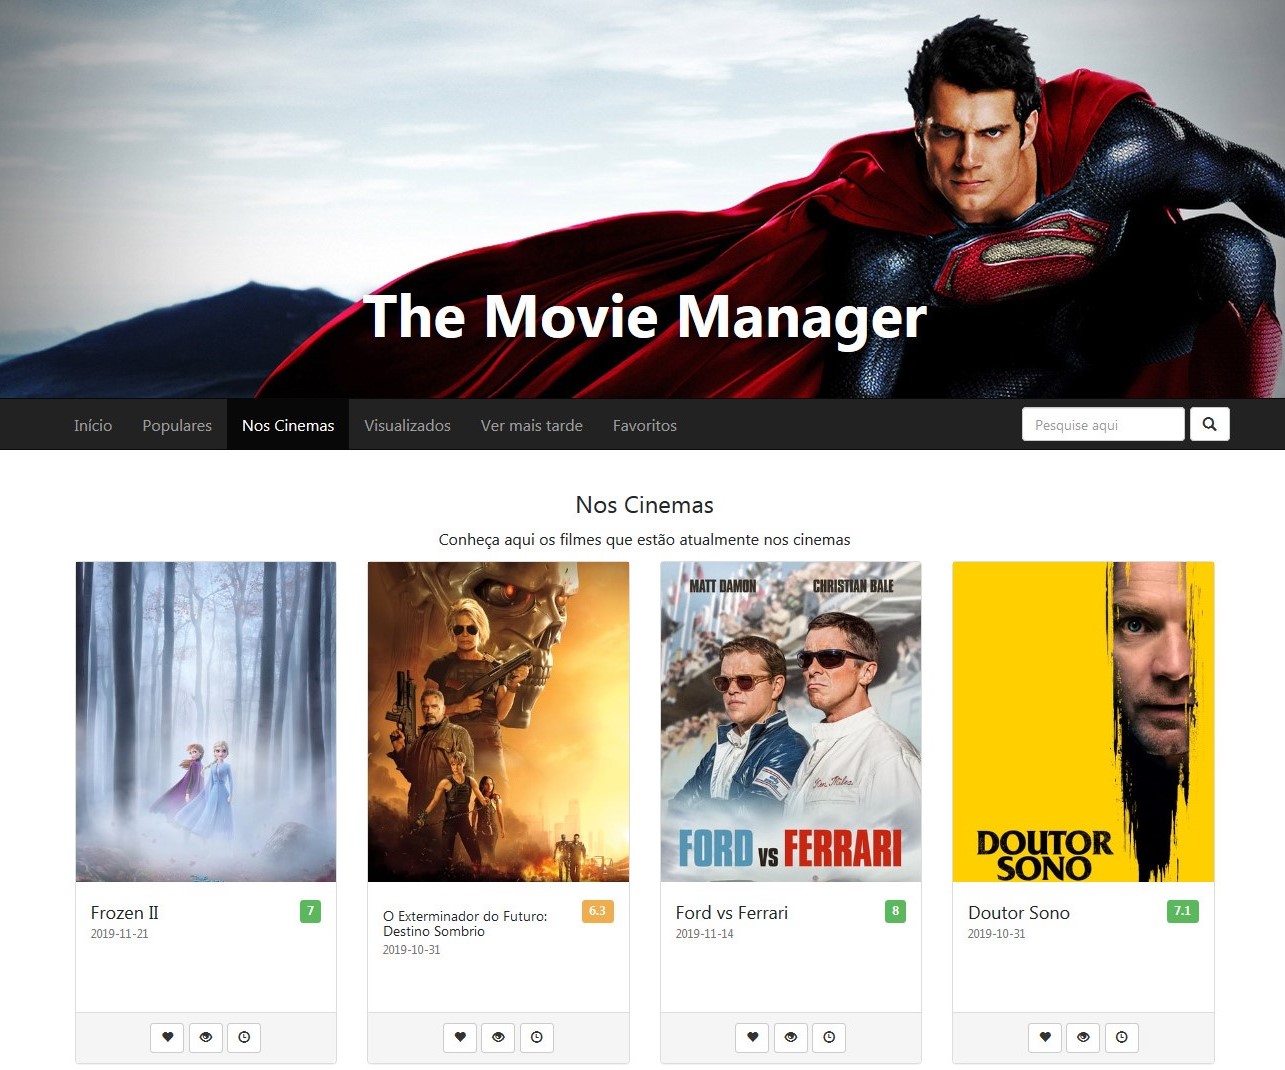 The Movie Manager
Início Populares Nos Cinemas Visualizados Ver mais tarde Favoritos Pesquise aqui
Nos Cinemas
Conheça aqui os filmes que estão atualmente nos cinemas
MATT DAMON CHRISTIAN BALE
Ken Miles
FORD VS FERRARI
DOUTOR
SONO
Frozen II 7
2019-11-21
O Exterminador do Futuro:
Destino Sombrio 6.3
2019-10-31
Ford vs Ferrari 8
2019-11-14
Doutor Sono 7.1
2019-10-31